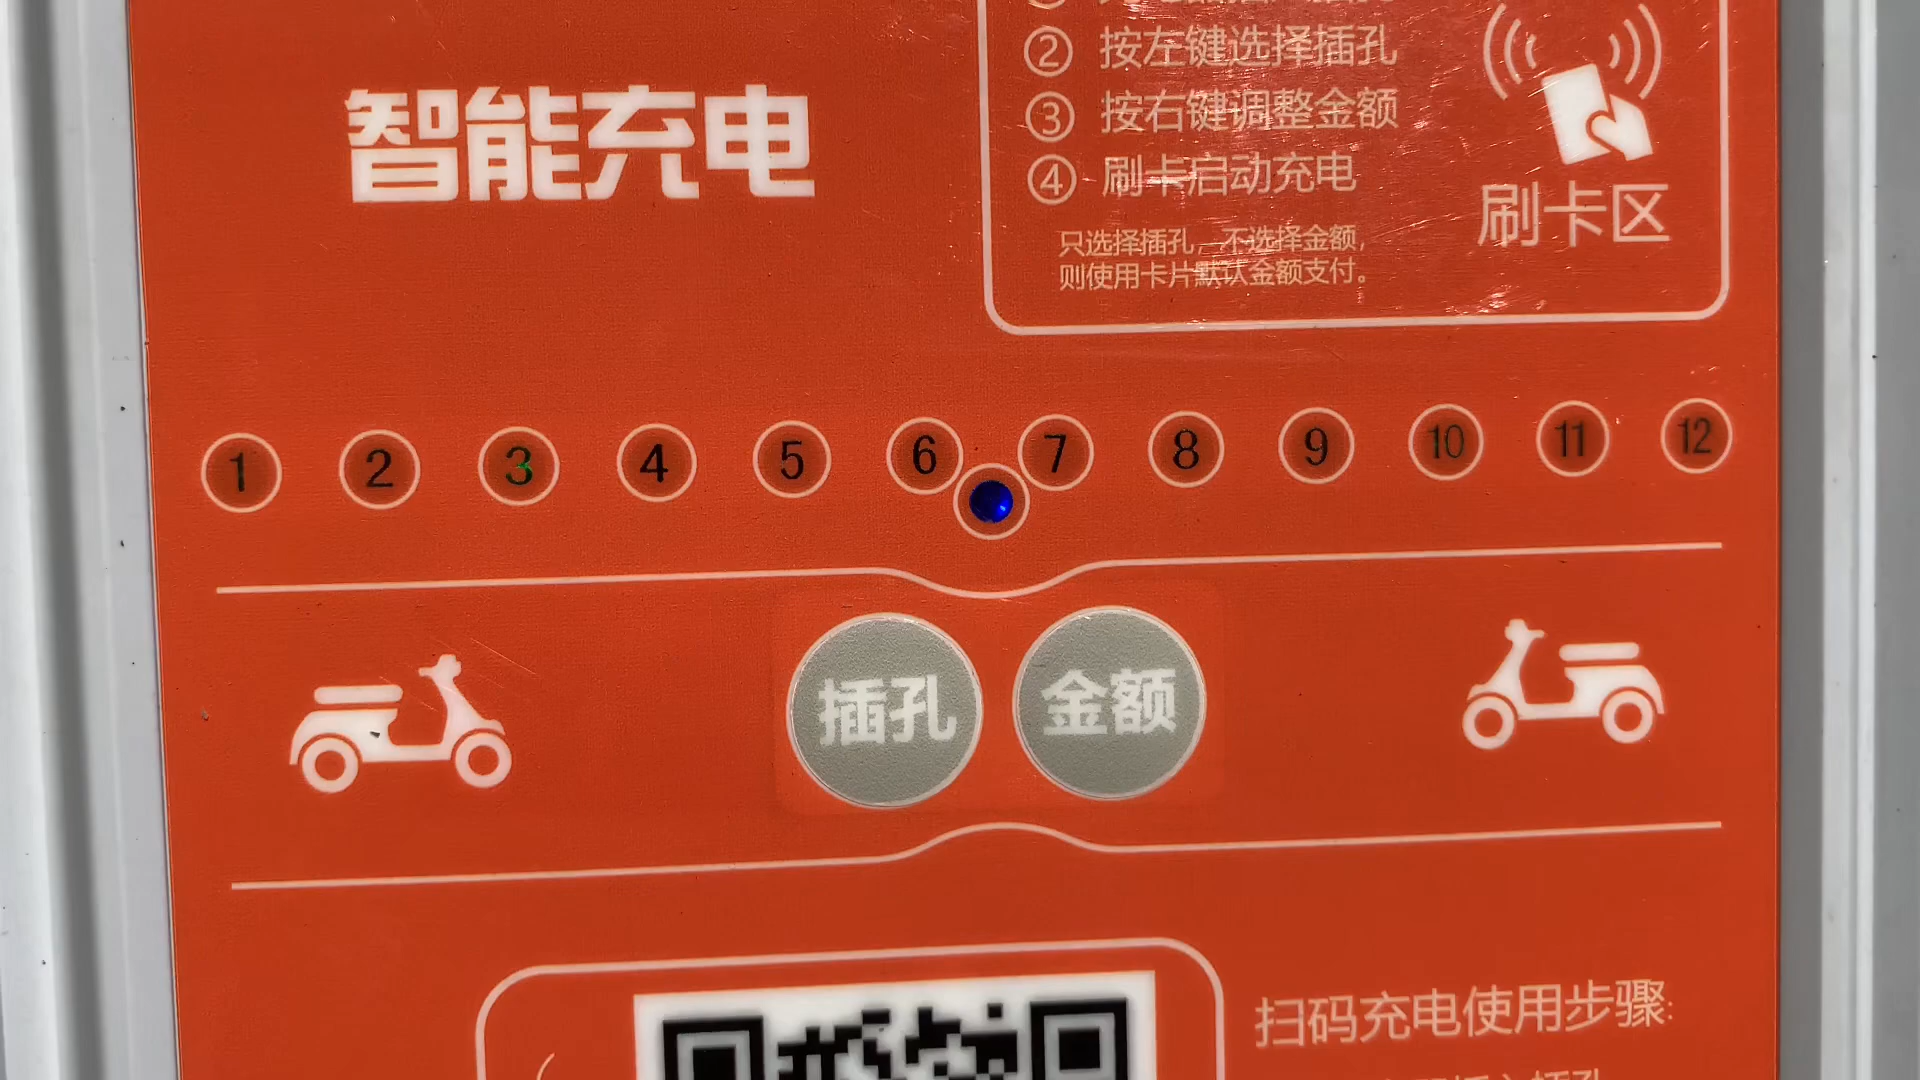 智能充电
② 按左键选择插孔
③ 按右键调整金额
④ 刷卡启动充电
只选择插孔，不选择金额，
则使用卡片默认金额支付。
刷卡区
1 2 3 4 5 6 7 8 9 10 11 12
插孔
金额
扫码充电使用步骤: